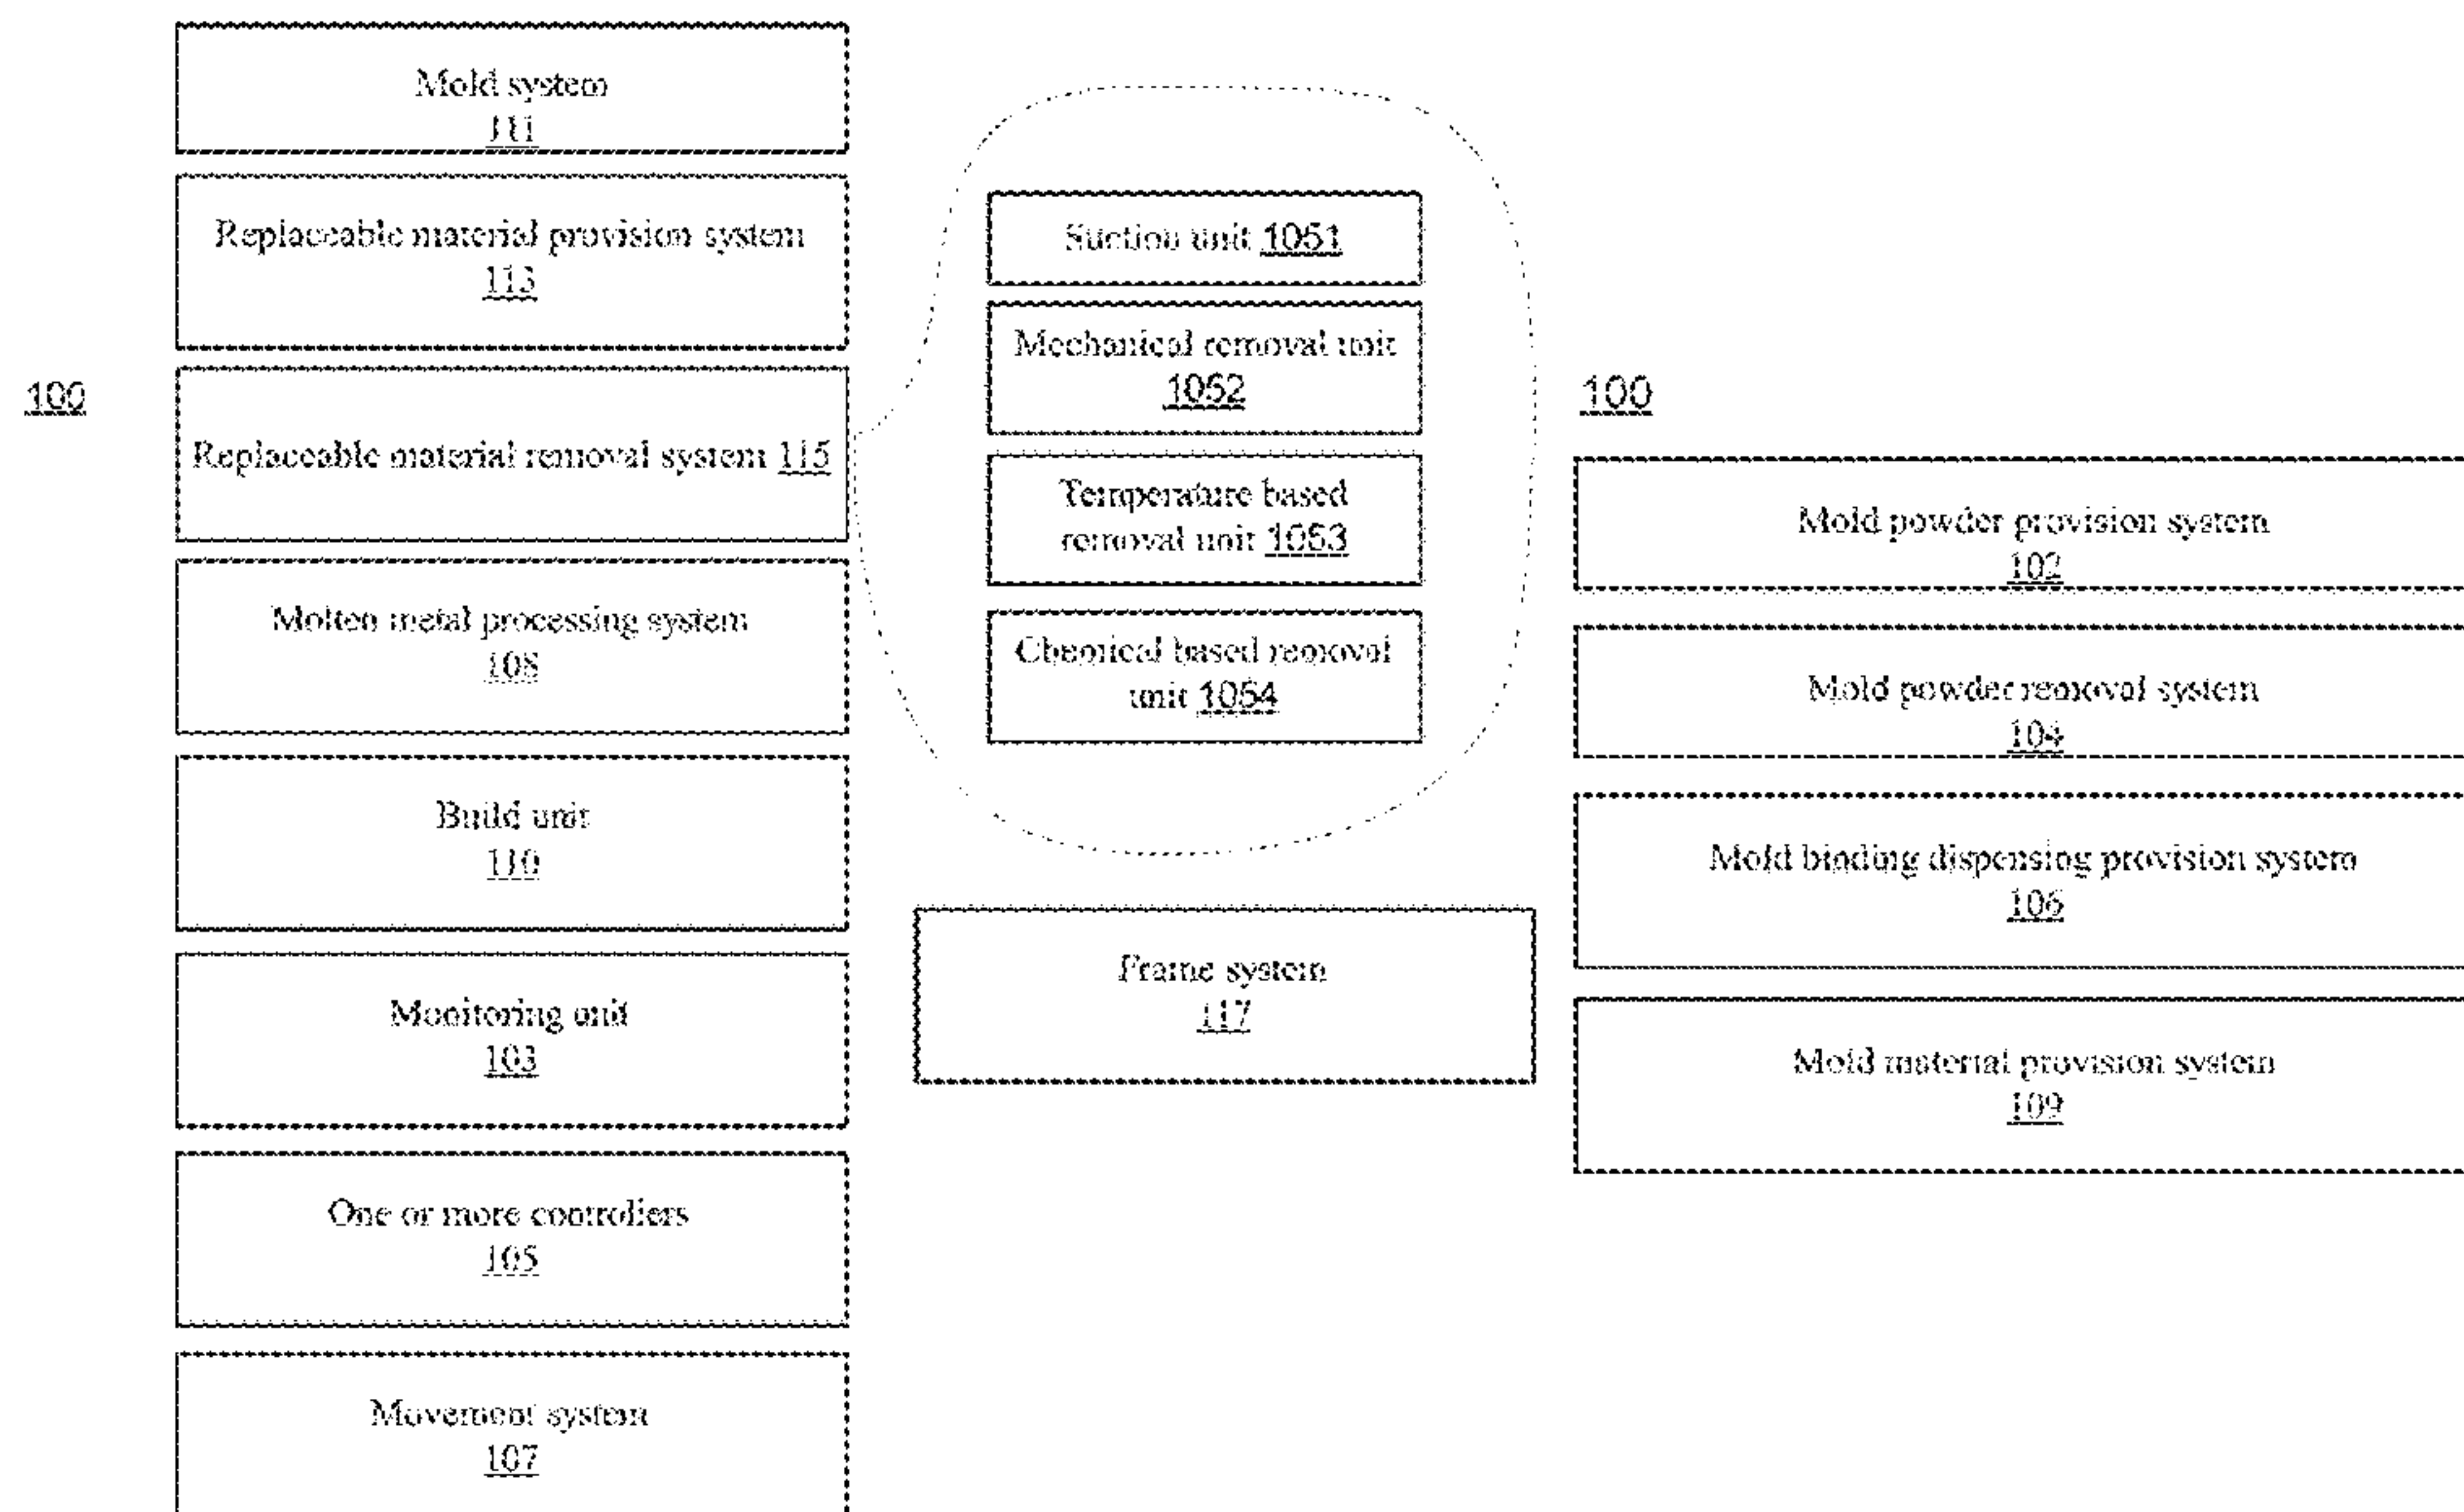 100
Mold system
111
Replaceable material provision system
113
Replaceable material removal system 115
Molten metal processing system
108
Build unit
110
Monitoring unit
103
One or more controllers
105
Movement system
107
Suction unit 1051
Mechanical removal unit
1052
Temperature based
removal unit 1053
Chemical based removal
unit 1054
Frame system
117
100
Mold powder provision system
102
Mold powder removal system
104
Mold binding dispensing provision system
106
Mold material provision system
109